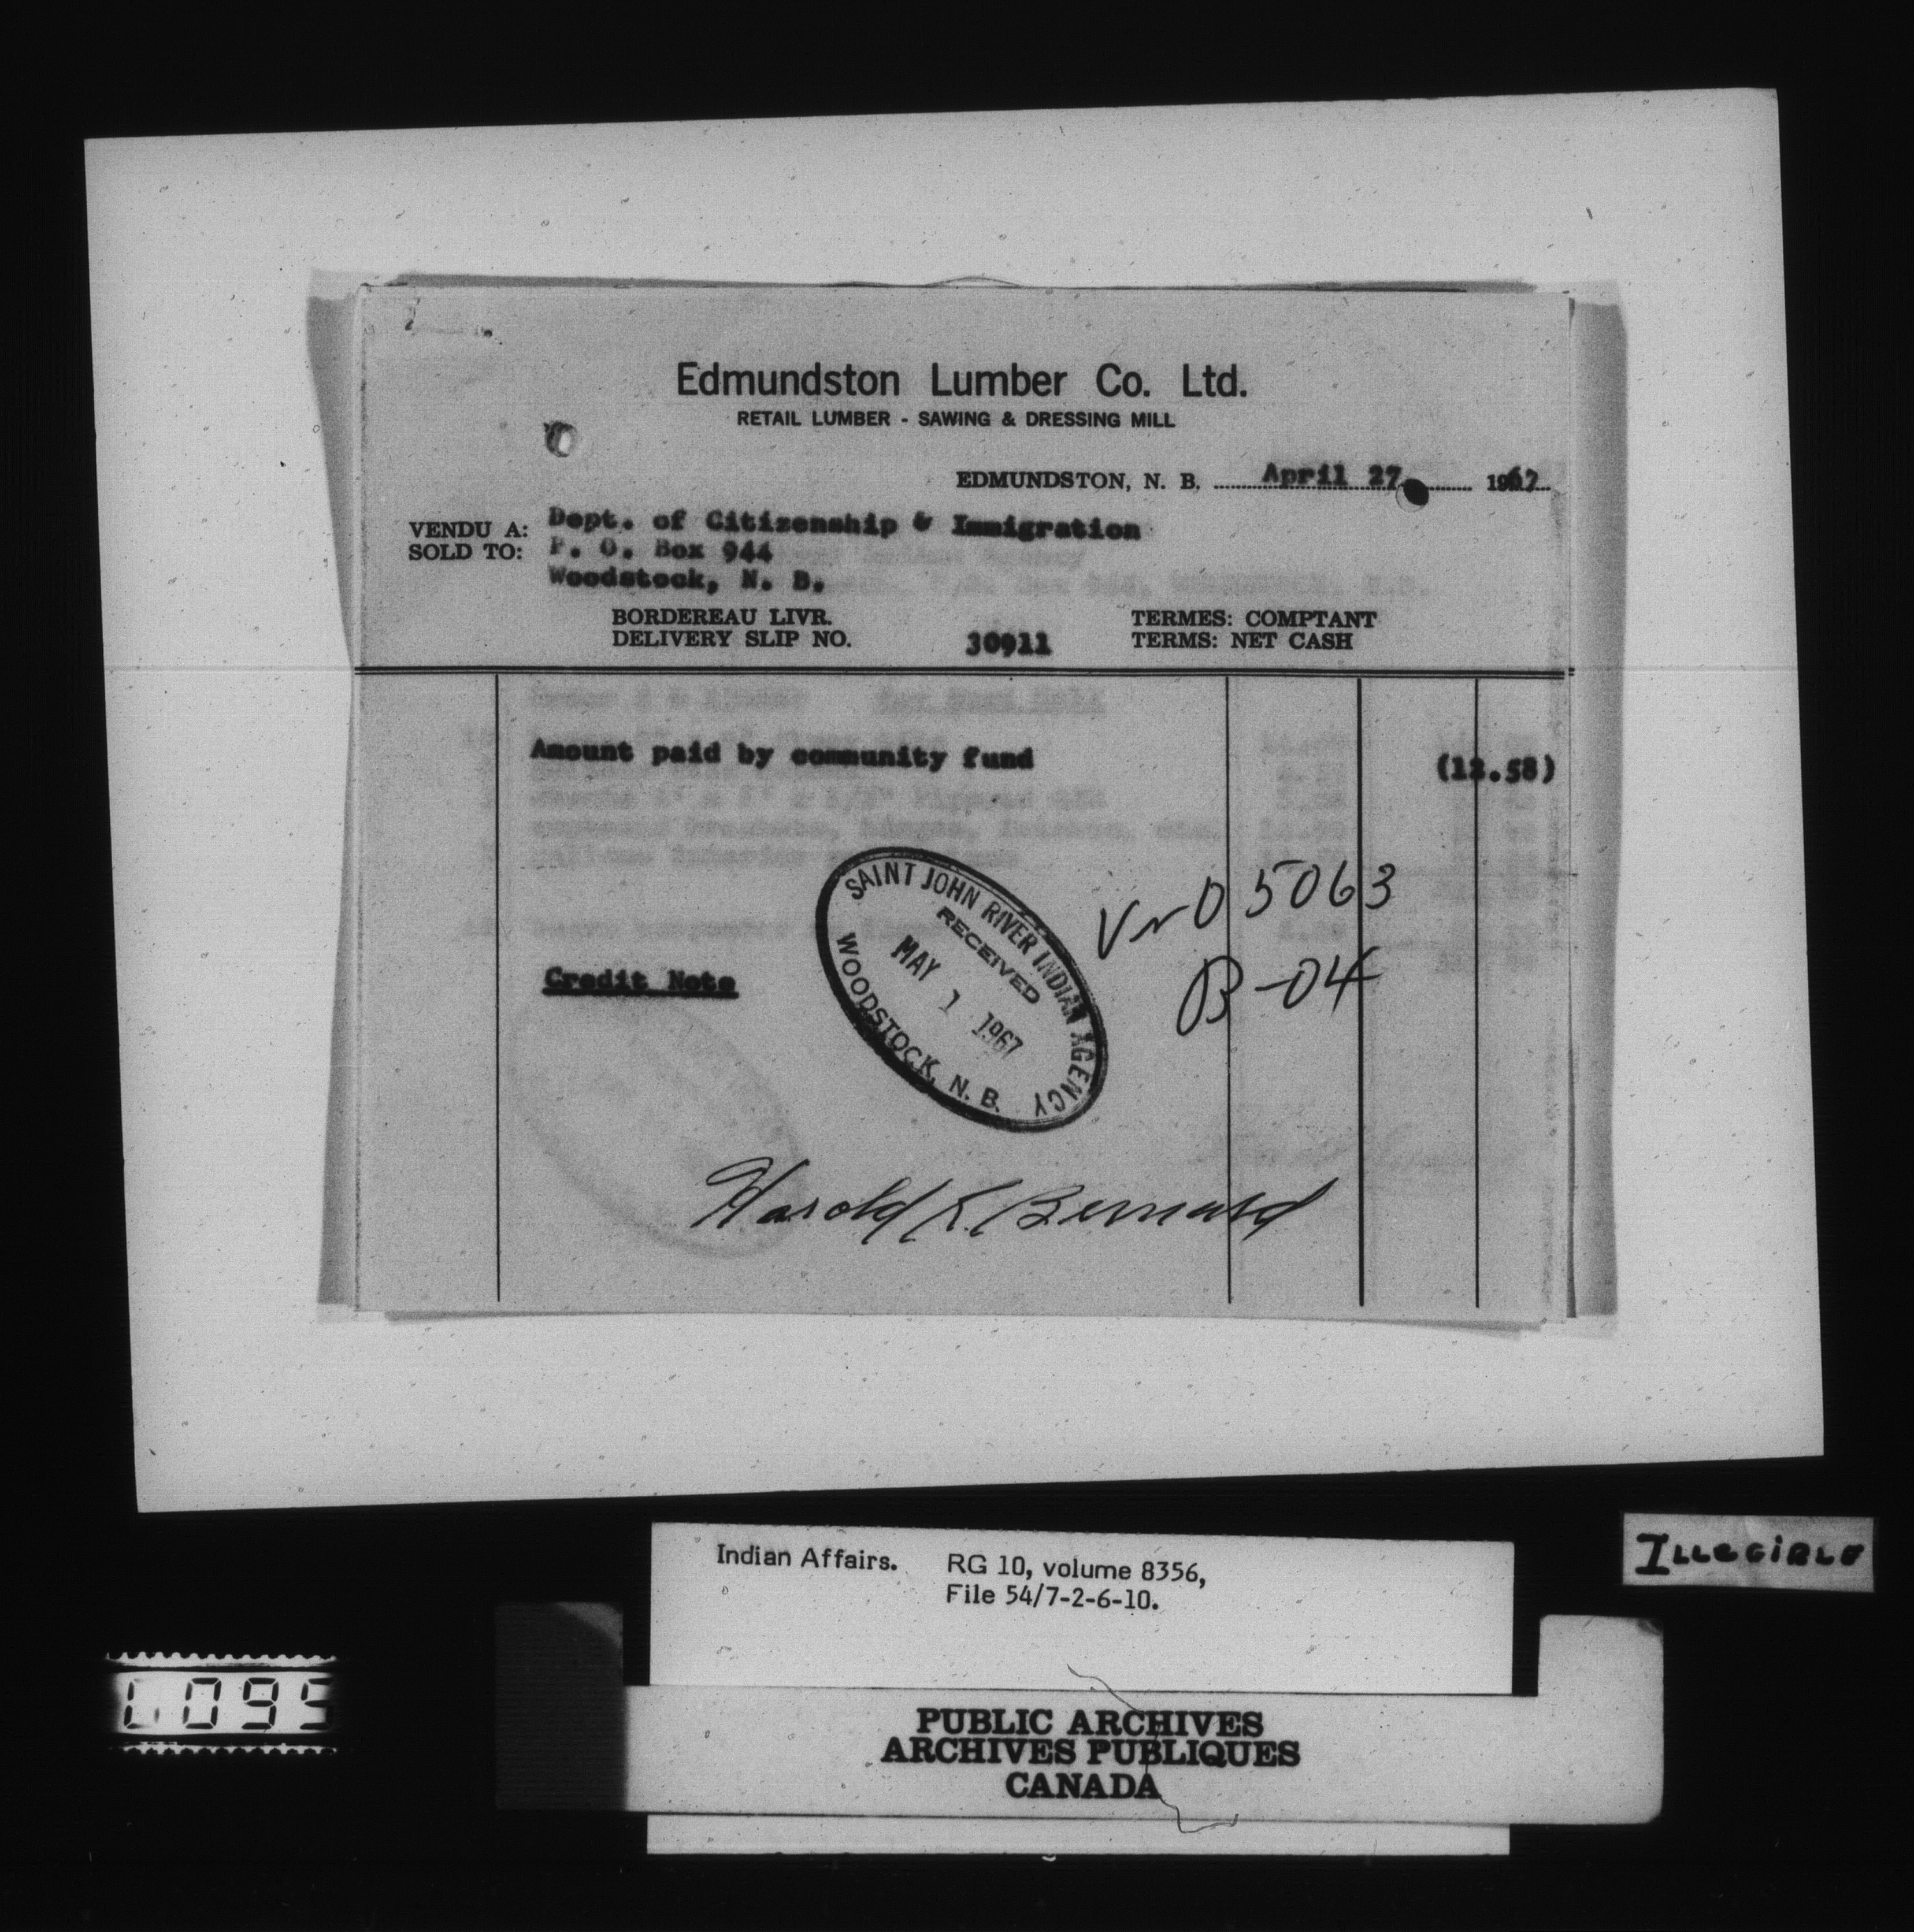 Edmundston Lumber Co. Ltd.
RETAIL LUMBER - SAWING & DRESSING MILL
EDMUNDSTON, N. B. April 27 1967
VENDU A: Dept. of Citizenship & Immigration
SOLD TO: P. O. Box 944
Woodstock, N. B.
BORDEREAU LIVR. TERMES: COMPTANT
DELIVERY SLIP NO. 30911 TERMS: NET CASH
Amount paid by community fund (12.58)
Vr05063
B-04
Credit Note
SAINT JOHN RIVER INDIAN AGENCY
RECEIVED
MAY 1 1967
WOODSTOCK, N. B.
Harold K. Bernard
Indian Affairs. RG 10, volume 8356,
File 54/7-2-6-10.
ILLEGIBLE
PUBLIC ARCHIVES
ARCHIVES PUBLIQUES
CANADA